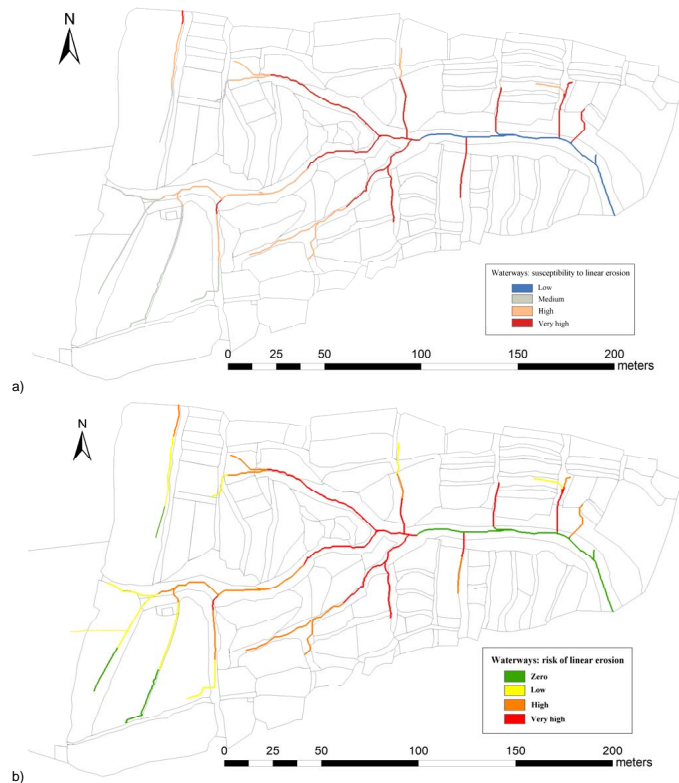 N
Waterways: susceptibility to linear erosion
Low
Medium
High
Very high
0 25 50 100 150 200
meters
a)
N
Waterways: risk of linear erosion
Zero
Low
High
Very high
0 25 50 100 150 200
meters
b)